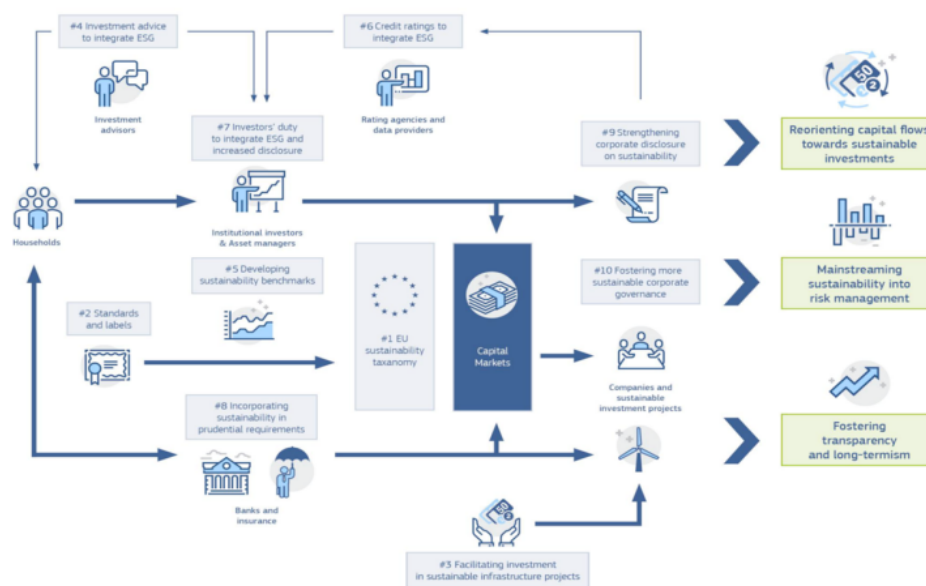 #4 Investment advice
to integrate ESG
Investment
advisors
#6 Credit ratings to
integrate ESG
Rating agencies and
data providers
#7 Investors' duty
to integrate ESG and
increased disclosure
Institutional investors
& Asset managers
#9 Strengthening
corporate disclosure
on sustainability
50
2
Reorienting capital flows
towards sustainable
investments
Households
#5 Developing
sustainability benchmarks
#2 Standards
and labels
#1 EU
sustainability
taxanomy
Capital
Markets
#10 Fostering more
sustainable corporate
governance
Mainstreaming
sustainability into
risk management
Companies and
sustainable
investment projects
#8 Incorporating
sustainability in
prudential requirements
Banks and
insurance
Fostering
transparency
and long-termism
#3 Facilitating investment
in sustainable infrastructure projects